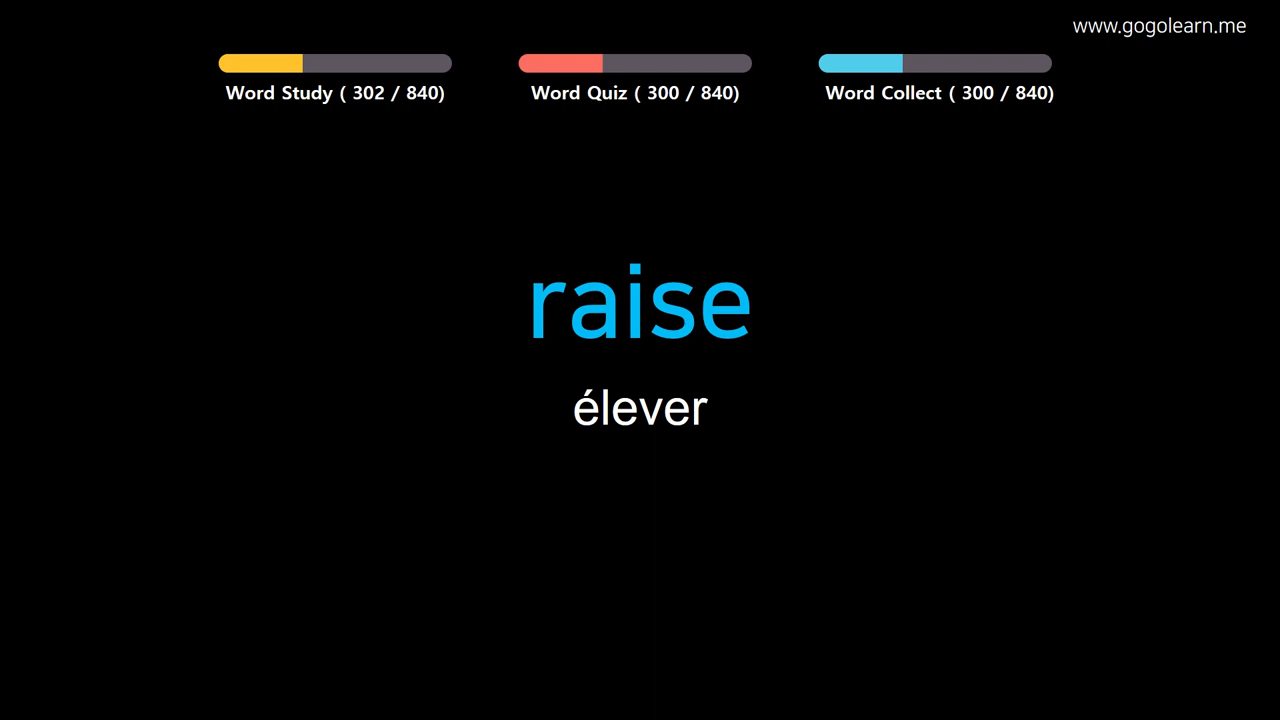 www.gogolearn.me
Word Study ( 302 / 840)
Word Quiz ( 300 / 840)
Word Collect ( 300 / 840)
raise
élever